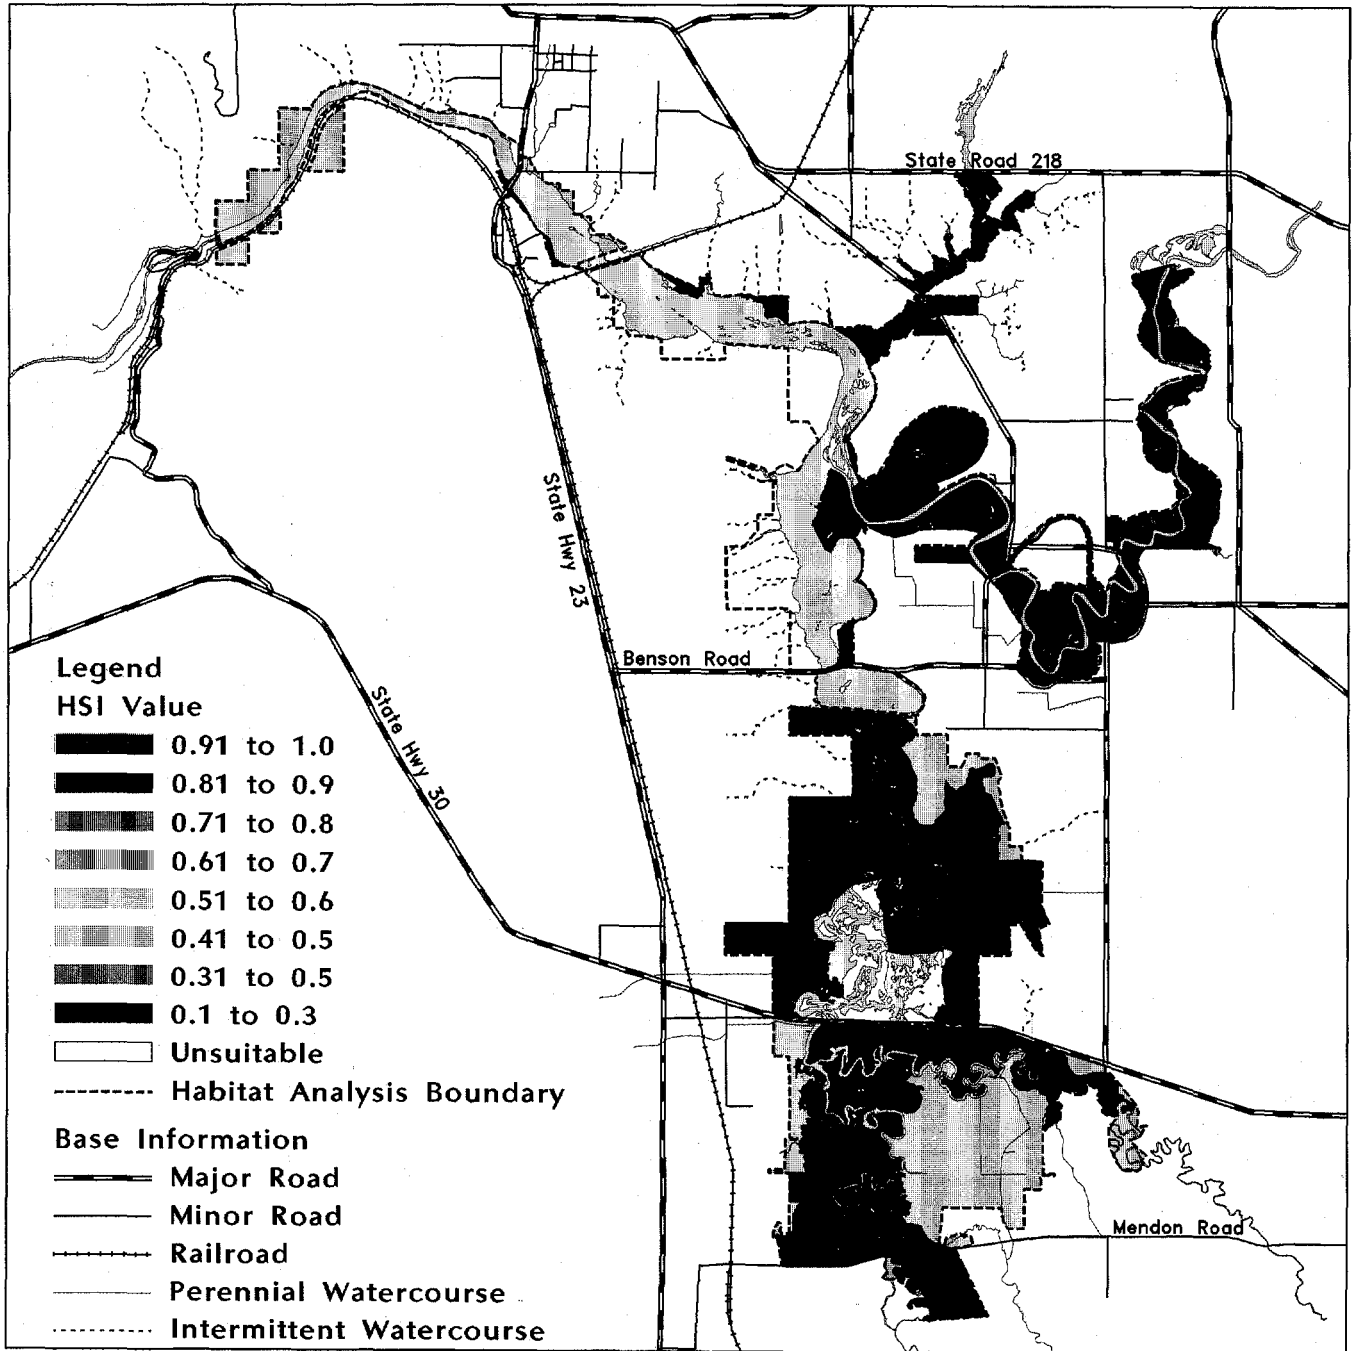 State Road 218
State Hwy 23
Benson Road
State Hwy 30
Mendon Road
Legend
HSI Value
0.91 to 1.0
0.81 to 0.9
0.71 to 0.8
0.61 to 0.7
0.51 to 0.6
0.41 to 0.5
0.31 to 0.5
0.1 to 0.3
Unsuitable
Habitat Analysis Boundary
Base Information
Major Road
Minor Road
Railroad
Perennial Watercourse
Intermittent Watercourse